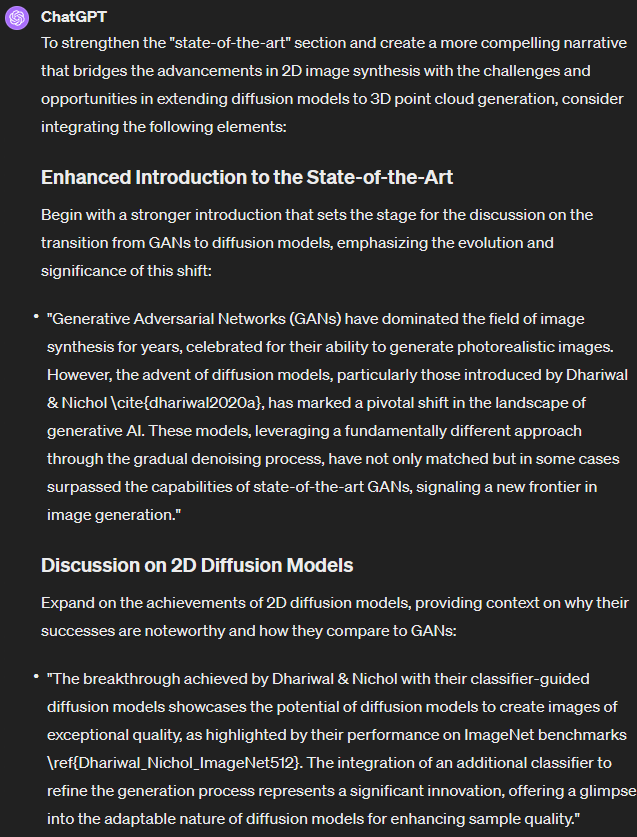 ChatGPT
To strengthen the "state-of-the-art" section and create a more compelling narrative
that bridges the advancements in 2D image synthesis with the challenges and
opportunities in extending diffusion models to 3D point cloud generation, consider
integrating the following elements:
Enhanced Introduction to the State-of-the-Art
Begin with a stronger introduction that sets the stage for the discussion on the
transition from GANs to diffusion models, emphasizing the evolution and
significance of this shift:
• "Generative Adversarial Networks (GANs) have dominated the field of image
synthesis for years, celebrated for their ability to generate photorealistic images.
However, the advent of diffusion models, particularly those introduced by Dhariwal
& Nichol \cite{dhariwal2020a}, has marked a pivotal shift in the landscape of
generative AI. These models, leveraging a fundamentally different approach
through the gradual denoising process, have not only matched but in some cases
surpassed the capabilities of state-of-the-art GANs, signaling a new frontier in
image generation."
Discussion on 2D Diffusion Models
Expand on the achievements of 2D diffusion models, providing context on why their
successes are noteworthy and how they compare to GANs:
• "The breakthrough achieved by Dhariwal & Nichol with their classifier-guided
diffusion models showcases the potential of diffusion models to create images of
exceptional quality, as highlighted by their performance on ImageNet benchmarks
\ref{Dhariwal_Nichol_ImageNet512}. The integration of an additional classifier to
refine the generation process represents a significant innovation, offering a glimpse
into the adaptable nature of diffusion models for enhancing sample quality."